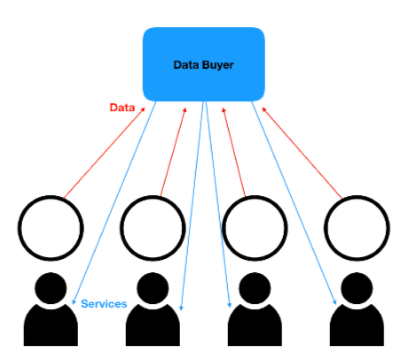 Data Buyer
Data
Services